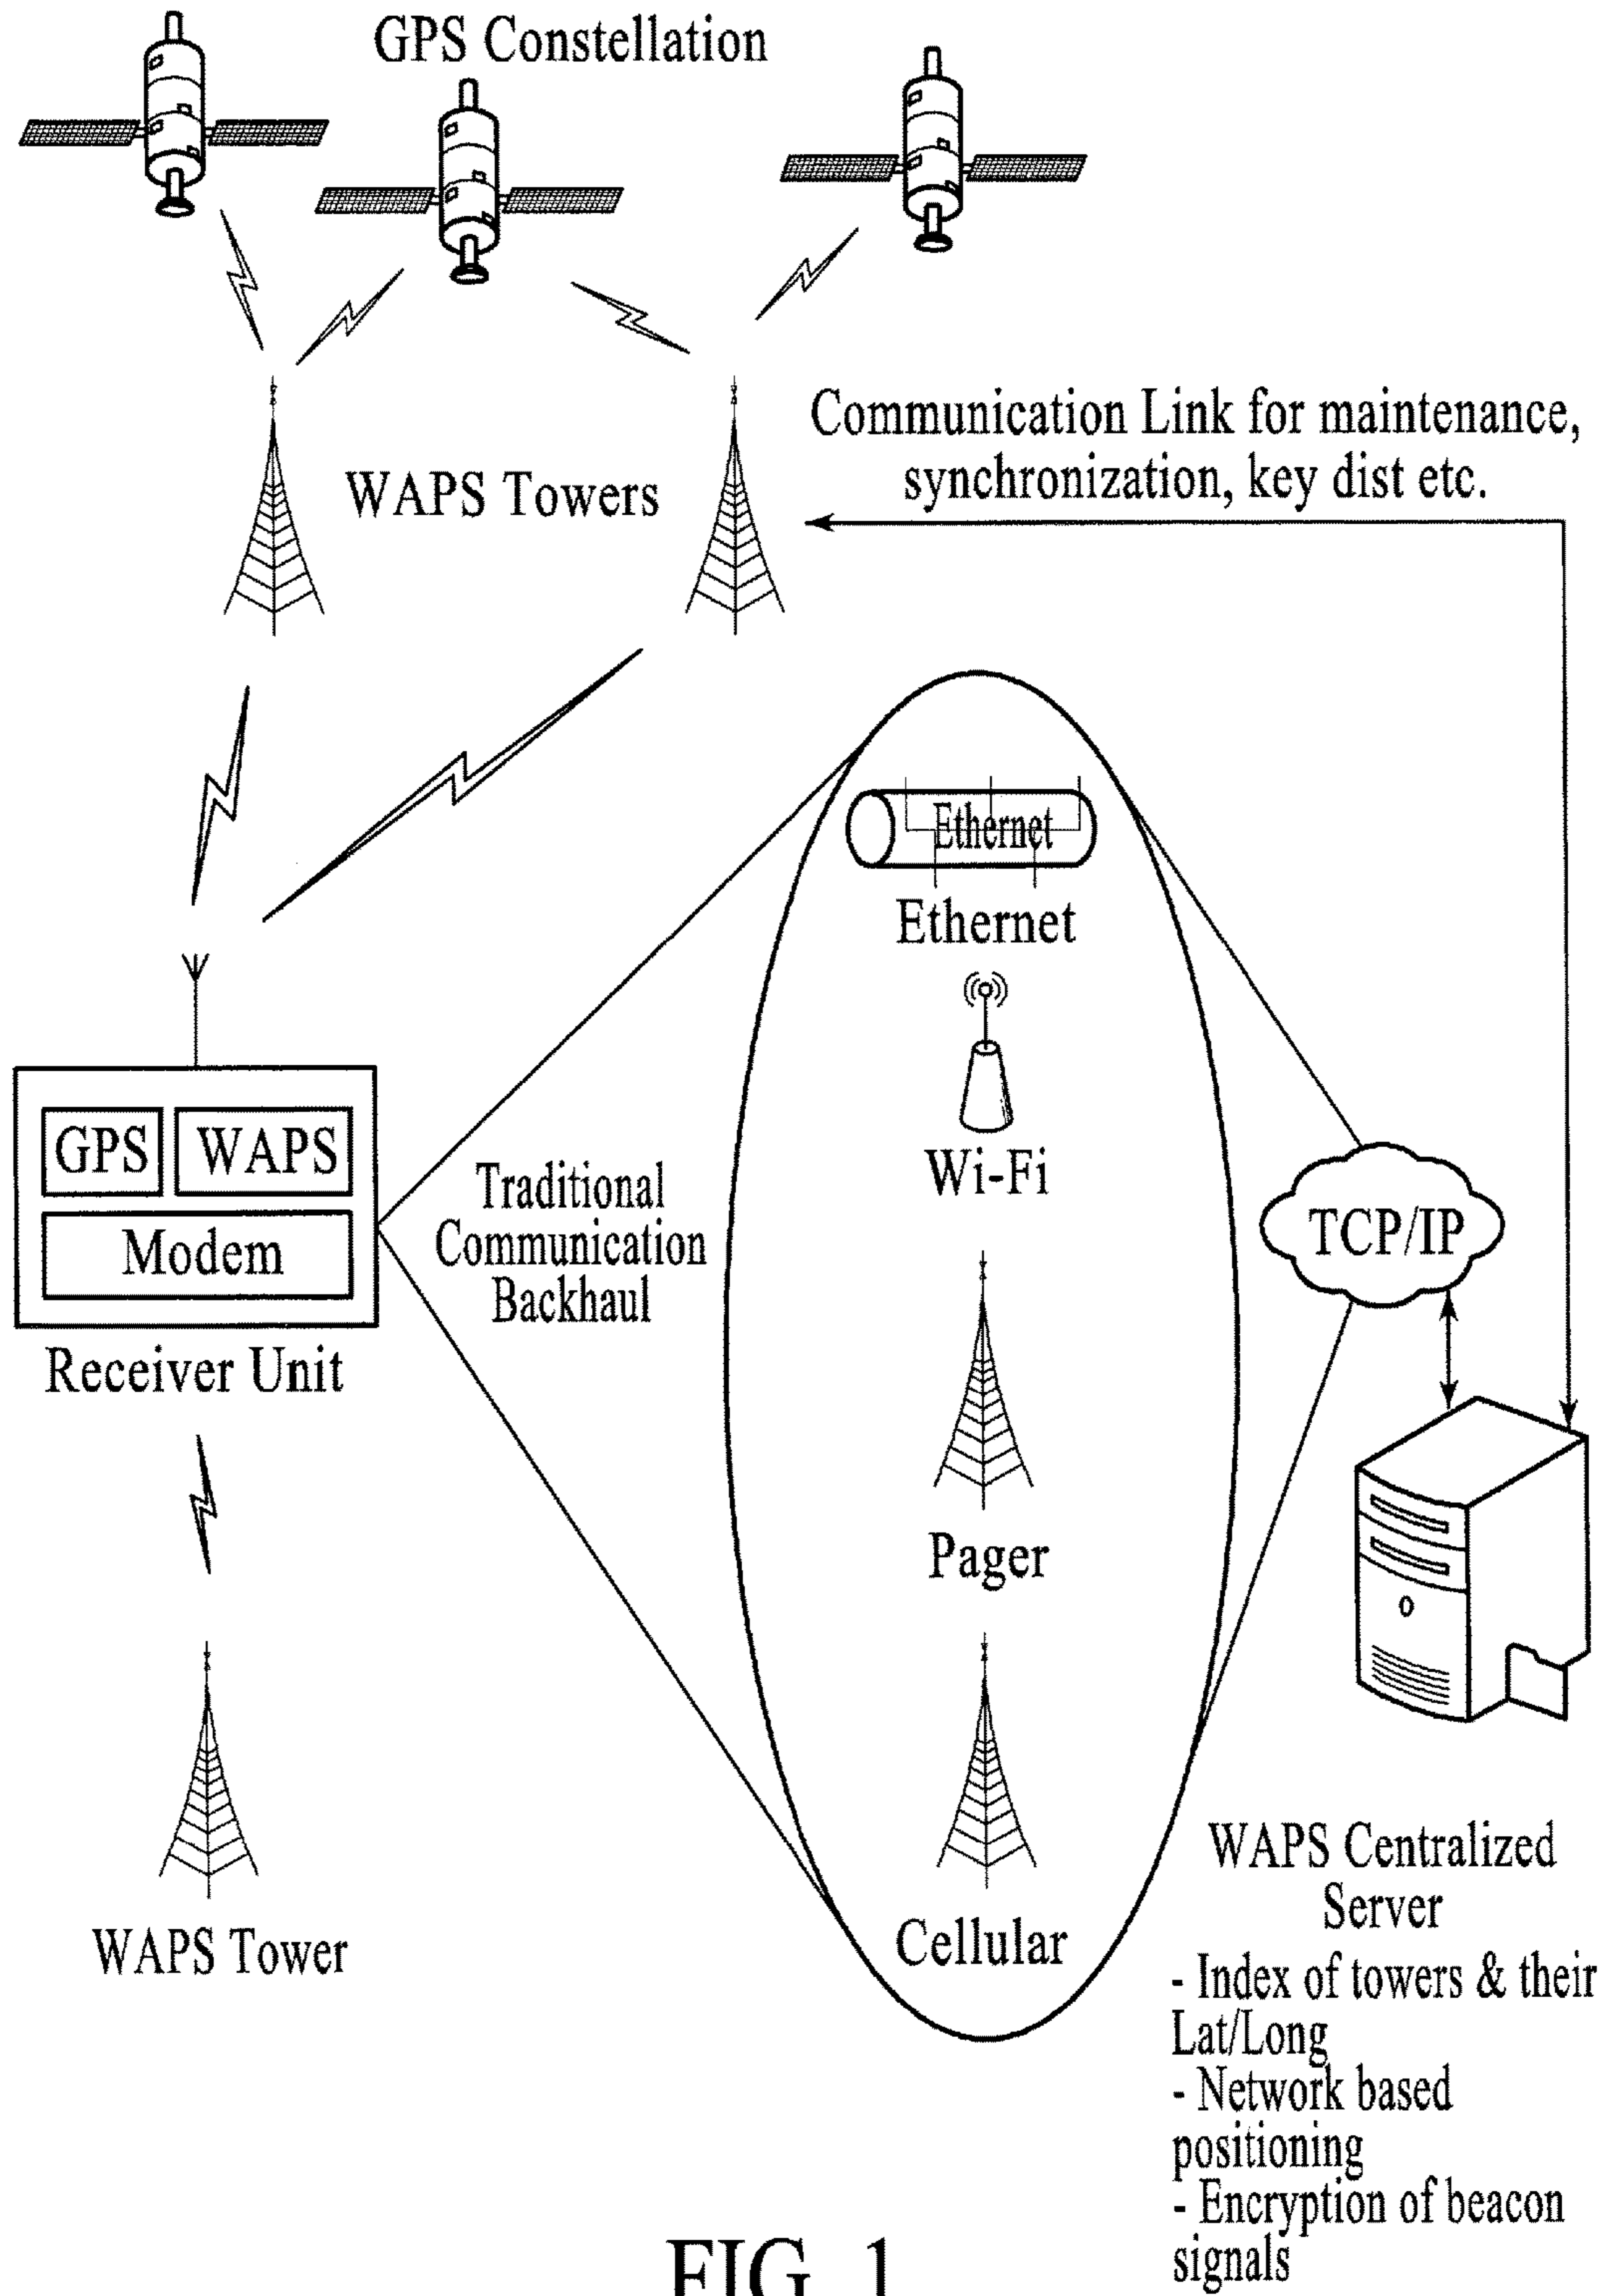 GPS Constellation
WAPS Towers
Communication Link for maintenance,
synchronization, key dist etc.
Ethernet
Ethernet
Wi-Fi
GPS
WAPS
Modem
Receiver Unit
Traditional
Communication
Backhaul
TCP/IP
Pager
WAPS Tower
Cellular
WAPS Centralized
Server
- Index of towers & their
Lat/Long
- Network based
positioning
- Encryption of beacon
signals
FIG. 1